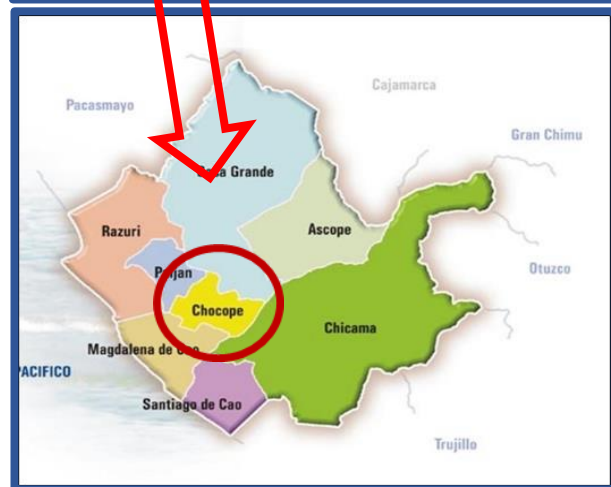 Cajamarca
Pacasmayo
Gran Chimu
Grande
Razuri
Ascope
Otuzco
Chocope
Chicama
Magdalena de
PACIFICO
Santiago de Cao
Trujillo